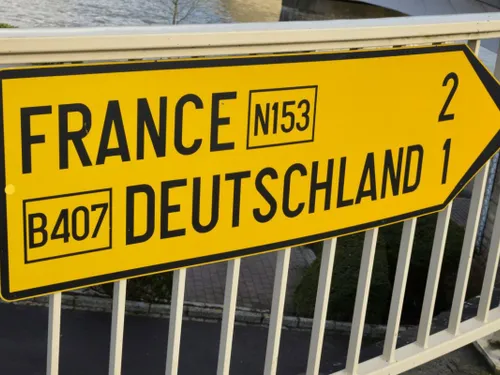 FRANCE N153 2
B407 DEUTSCHLAND 1